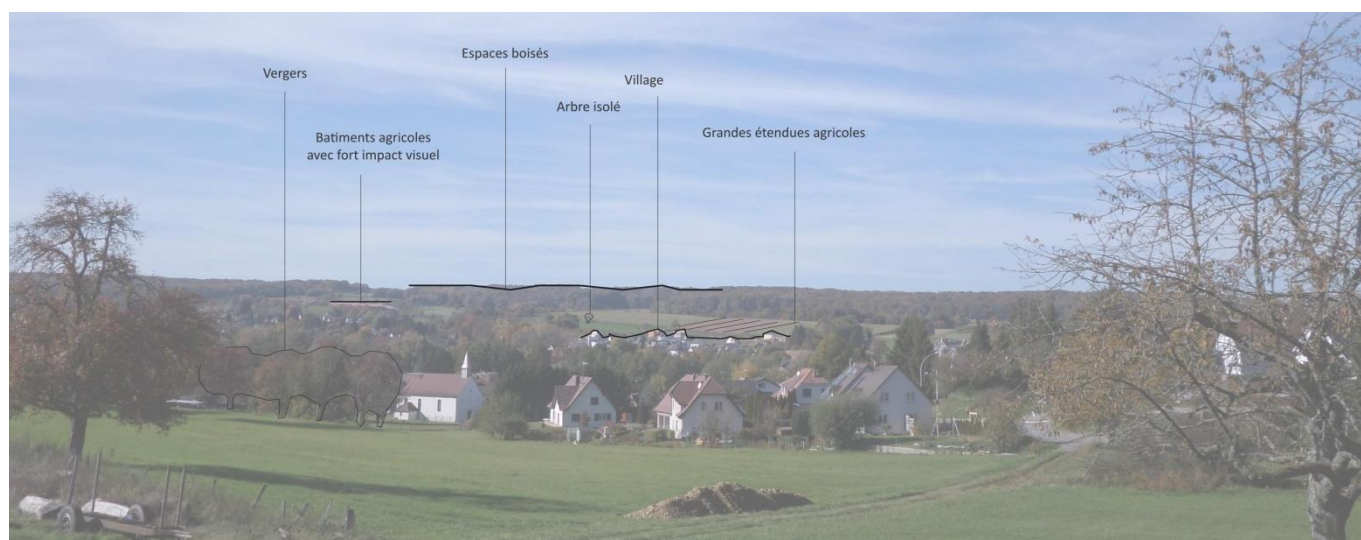 Espaces boisés
Vergers
Village
Arbre isolé
Batiments agricoles
avec fort impact visuel
Grandes étendues agricoles